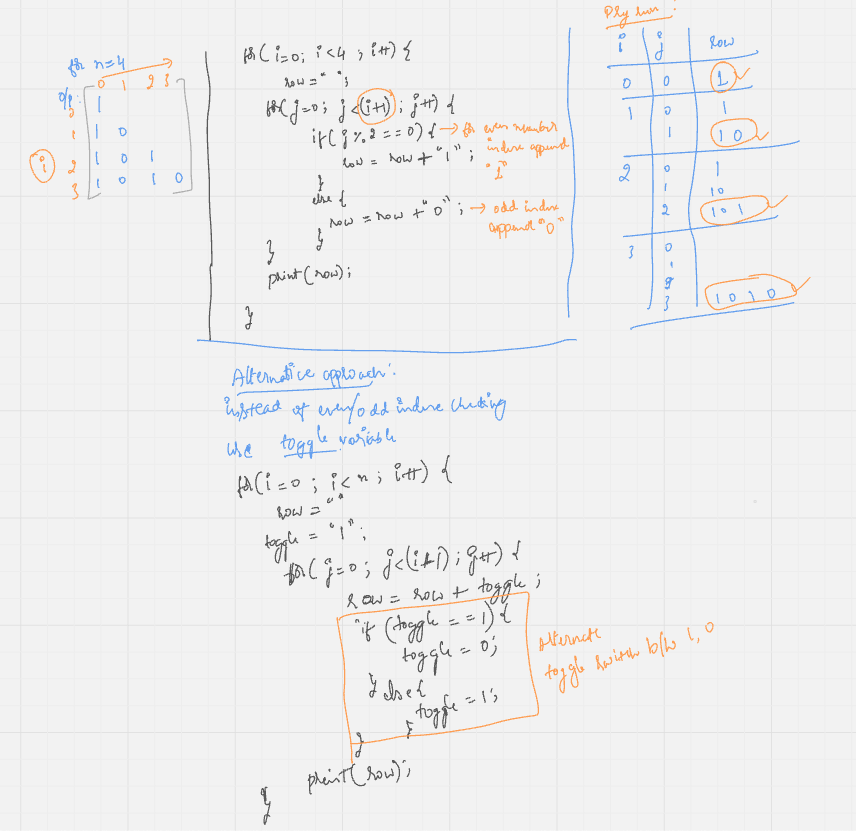 for n=4
0 1 2 3
o/p:
0 1
1 1 0
i
2 1 0 1
3 1 0 1 0
for(i=0; i<4; i++) {
row=" ";
for(j=0; j<(i+1); j++) {
if(j%2==0) { → for even number
index append
"1"
row = row + "1";
}
else {
row = row + "0"; → odd index
append "0"
}
}
print(row);
}
Dry run:
i j row
0 0 1
1 0 1
1 1 0
2 0 1
1 10
2 1 0 1
3 0
1
2
3 1 0 1 0
Alternative approach:
instead of even/odd index checking
use toggle variable
for(i=0; i<n; i++) {
row = ""
toggle = "1";
for(j=0; j<(i+1); j++) {
row = row + toggle;
if (toggle == 1) {
toggle = 0;
} else {
toggle = 1;
}
}
Alternate
toggle switch b/w 1, 0
print(row);
}